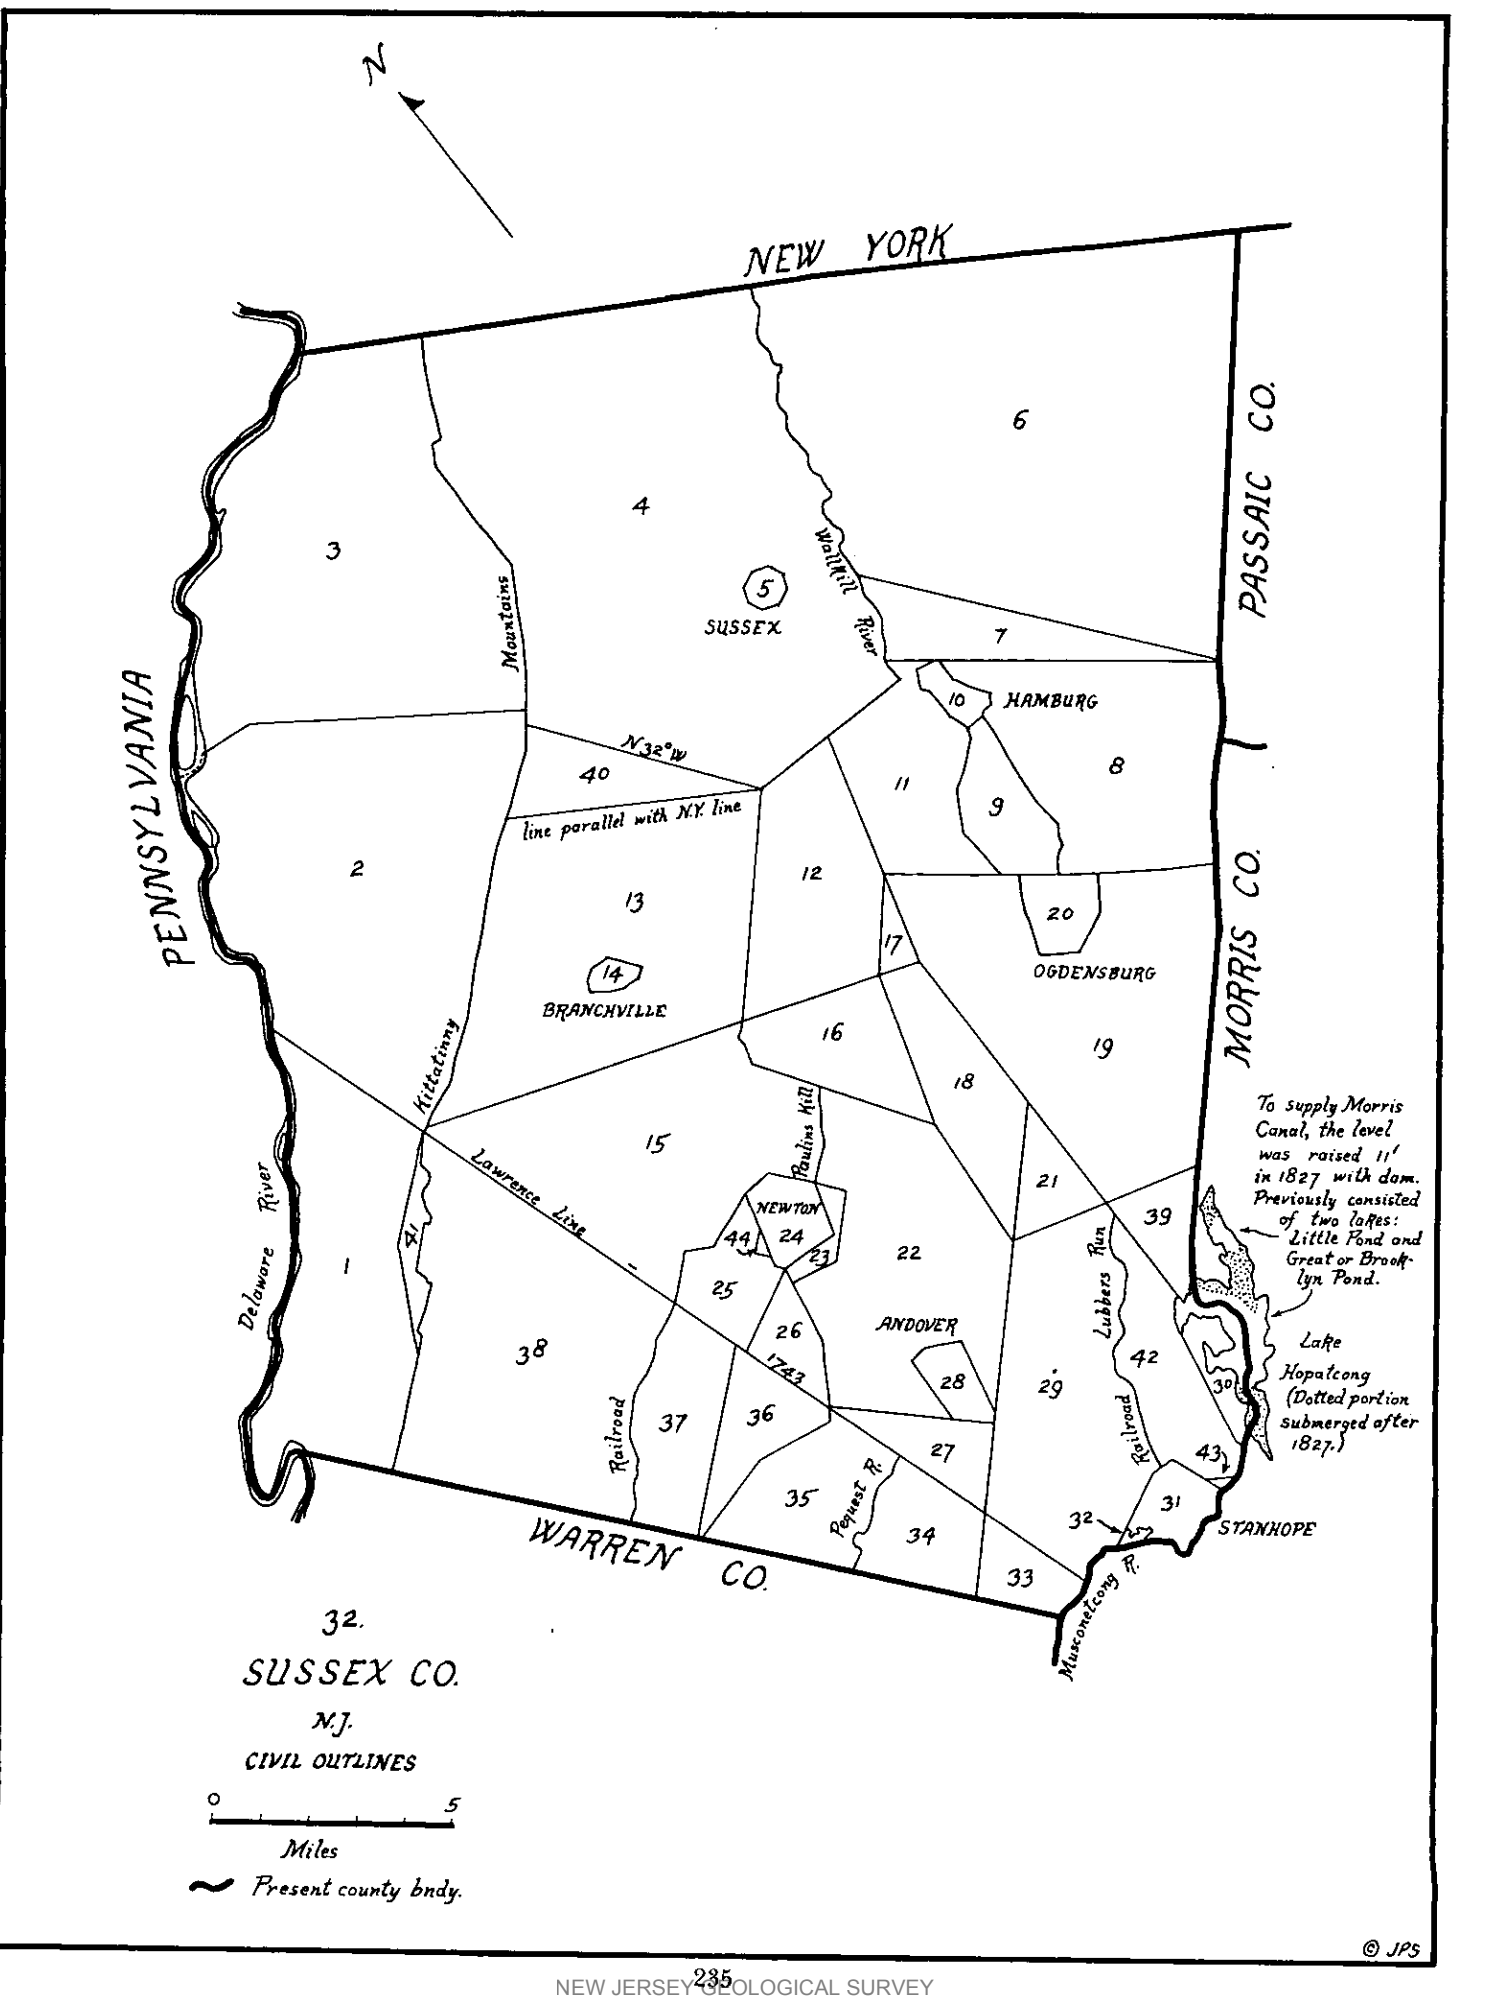 N
NEW YORK
PENNSYLVANIA
PASSAIC CO.
MORRIS CO.
WARREN CO.
Delaware River
Kittatinny Mountains
Wallkill River
N 32° W
line parallel with N.Y. line
Lawrence Line - 1743
Paulins Kill
Pequest R.
Lubbers Run
Railroad
Railroad
Musconetcong R.
3
4
6
5
SUSSEX
7
10
HAMBURG
40
11
8
9
2
12
13
20
17
14
OGDENSBURG
BRANCHVILLE
16
19
18
15
21
NEWTON
39
44
24
23
22
41
1
25
26
ANDOVER
38
42
28
29
30
37
36
27
43
35
31
32
34
STANHOPE
33
To supply Morris
Canal, the level
was raised 11'
in 1827 with dam.
Previously consisted
of two lakes:
Little Pond and
Great or Brook-
lyn Pond.
Lake
Hopatcong
(Dotted portion
submerged after
1827.)
32.
SUSSEX CO.
N.J.
CIVIL OUTLINES
0 5
Miles
Present county bndy.
© JPS
235
NEW JERSEY GEOLOGICAL SURVEY